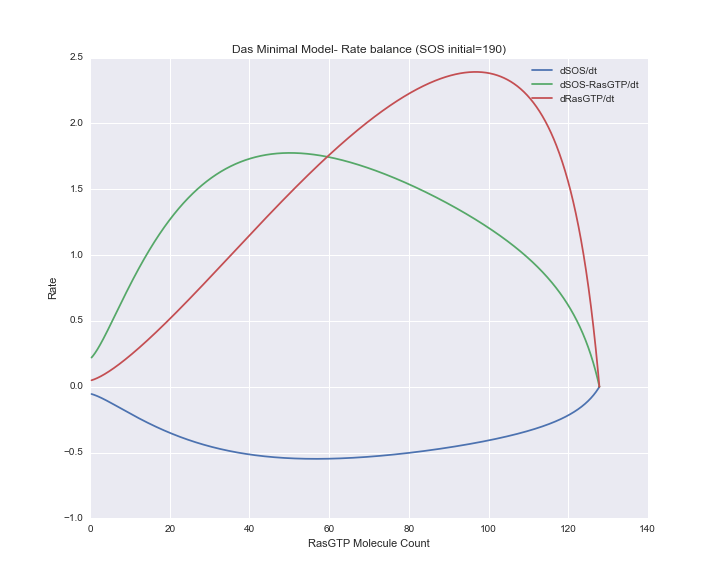 Das Minimal Model- Rate balance (SOS initial=190)
2.5
2.0
1.5
1.0
0.5
0.0
−0.5
−1.0
Rate
dSOS/dt
dSOS-RasGTP/dt
dRasGTP/dt
0 20 40 60 80 100 120 140
RasGTP Molecule Count